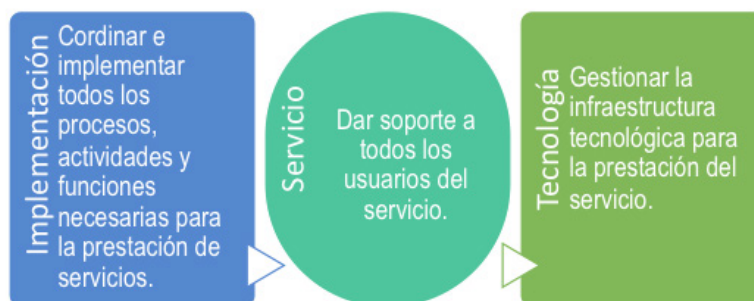 Implementación
Cordinar e
implementar
todos los
procesos,
actividades y
funciones
necesarias para
la prestación de
servicios.
Servicio
Dar soporte a
todos los
usuarios del
servicio.
Tecnología
Gestionar la
infraestructura
tecnológica para
la prestación del
servicio.